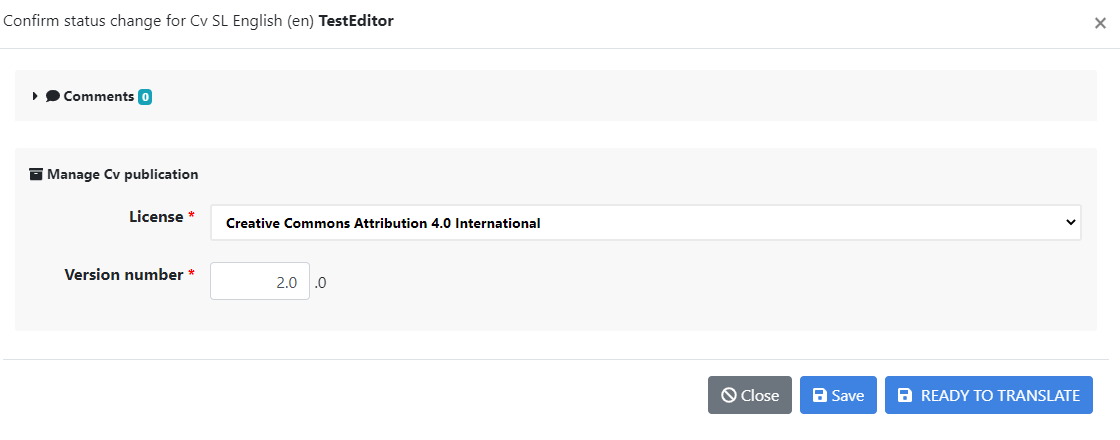 Confirm status change for Cv SL English (en) TestEditor ×
Comments 0
Manage Cv publication
License * Creative Commons Attribution 4.0 International
Version number * 2.0 .0
Close Save READY TO TRANSLATE